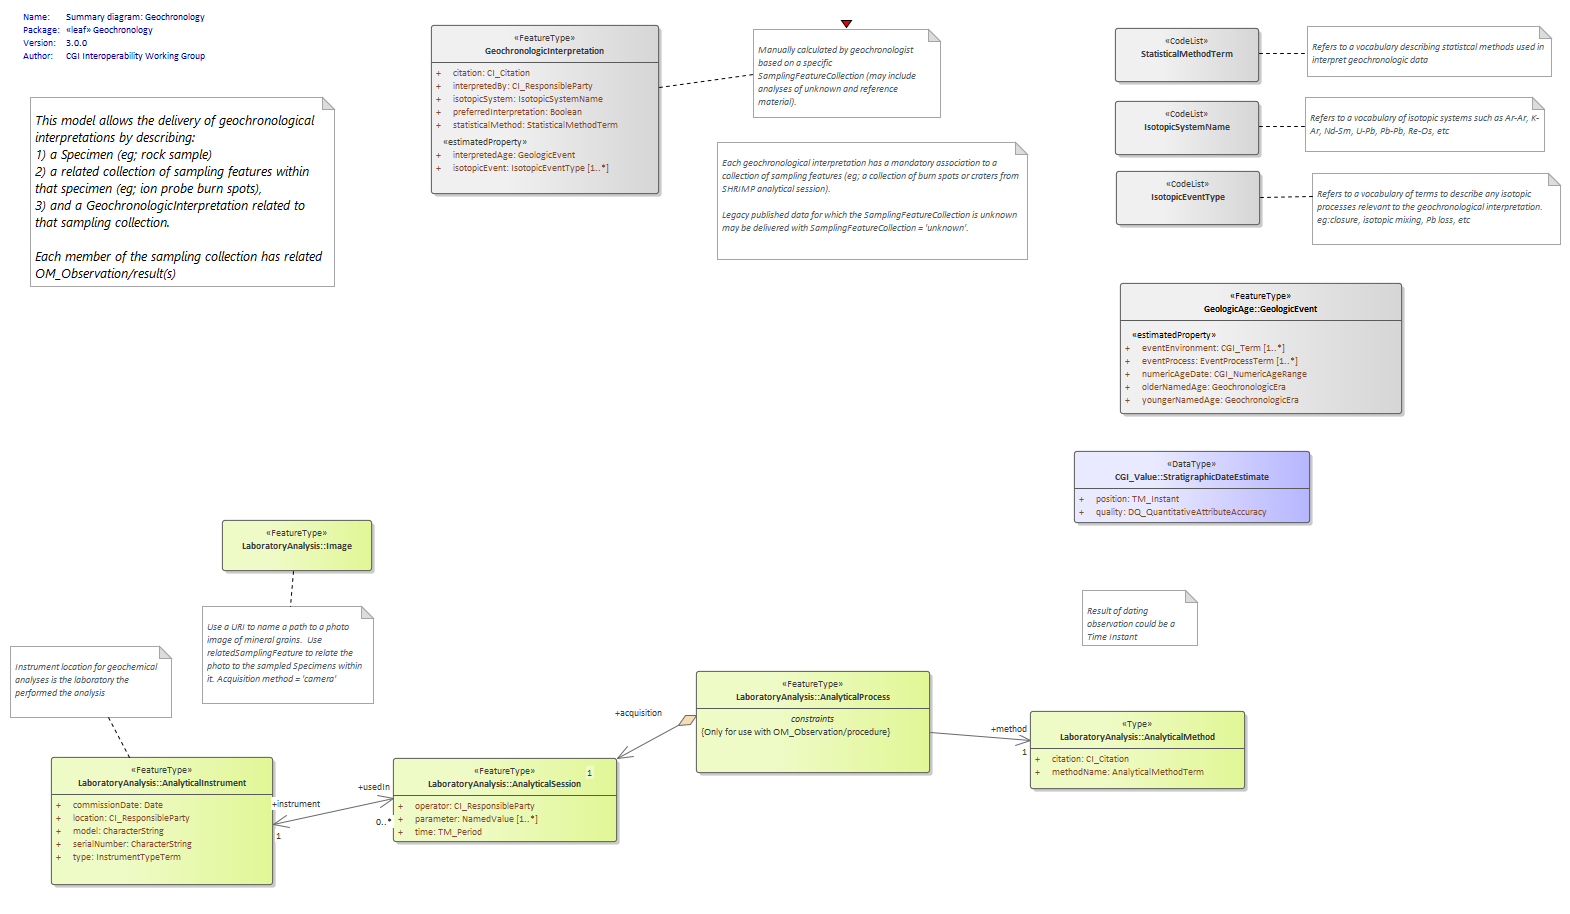 Name: Summary diagram: Geochronology
Package: «leaf» Geochronology
Version: 3.0.0
Author: CGI Interoperability Working Group
This model allows the delivery of geochronological
interpretations by describing:
1) a Specimen (eg; rock sample)
2) a related collection of sampling features within
that specimen (eg; ion probe burn spots),
3) and a GeochronologicInterpretation related to
that sampling collection.
Each member of the sampling collection has related
OM_Observation/result(s)
«FeatureType»
GeochronologicInterpretation
+ citation: CI_Citation
+ interpretedBy: CI_ResponsibleParty
+ isotopicSystem: IsotopicSystemName
+ preferredInterpretation: Boolean
+ statisticalMethod: StatisticalMethodTerm
«estimatedProperty»
+ interpretedAge: GeologicEvent
+ isotopicEvent: IsotopicEventType [1..*]
Manually calculated by geochronologist
based on a specific
SamplingFeatureCollection (may include
analyses of unknown and reference
material).
Each geochronological interpretation has a mandatory association to a
collection of sampling features (eg; a collection of burn spots or craters from
SHRIMP analytical session).
Legacy published data for which the SamplingFeatureCollection is unknown
may be delivered with SamplingFeatureCollection = 'unknown'.
«CodeList»
StatisticalMethodTerm
Refers to a vocabulary describing statistcal methods used in
interpret geochronologic data
«CodeList»
IsotopicSystemName
Refers to a vocabulary of isotopic systems such as Ar-Ar, K-
Ar, Nd-Sm, U-Pb, Pb-Pb, Re-Os, etc
«CodeList»
IsotopicEventType
Refers to a vocabulary of terms to describe any isotopic
processes relevant to the geochronological interpretation.
eg:closure, isotopic mixing, Pb loss, etc
«FeatureType»
GeologicAge::GeologicEvent
«estimatedProperty»
+ eventEnvironment: CGI_Term [1..*]
+ eventProcess: EventProcessTerm [1..*]
+ numericAgeDate: CGI_NumericAgeRange
+ olderNamedAge: GeochronologicEra
+ youngerNamedAge: GeochronologicEra
«DataType»
CGI_Value::StratigraphicDateEstimate
+ position: TM_Instant
+ quality: DQ_QuantitativeAttributeAccuracy
«FeatureType»
LaboratoryAnalysis::Image
Use a URI to name a path to a photo
image of mineral grains. Use
relatedSamplingFeature to relate the
photo to the sampled Specimens within
it. Acquisition method = 'camera'
Result of dating
observation could be a
Time Instant
Instrument location for geochemical
analyses is the laboratory the
performed the analysis
«FeatureType»
LaboratoryAnalysis::AnalyticalProcess
constraints
{Only for use with OM_Observation/procedure}
+acquisition
1
+method
1
«Type»
LaboratoryAnalysis::AnalyticalMethod
+ citation: CI_Citation
+ methodName: AnalyticalMethodTerm
«FeatureType»
LaboratoryAnalysis::AnalyticalInstrument
+ commissionDate: Date
+ location: CI_ResponsibleParty
+ model: CharacterString
+ serialNumber: CharacterString
+ type: InstrumentTypeTerm
+instrument
1
+usedIn
0..*
«FeatureType»
LaboratoryAnalysis::AnalyticalSession
+ operator: CI_ResponsibleParty
+ parameter: NamedValue [1..*]
+ time: TM_Period